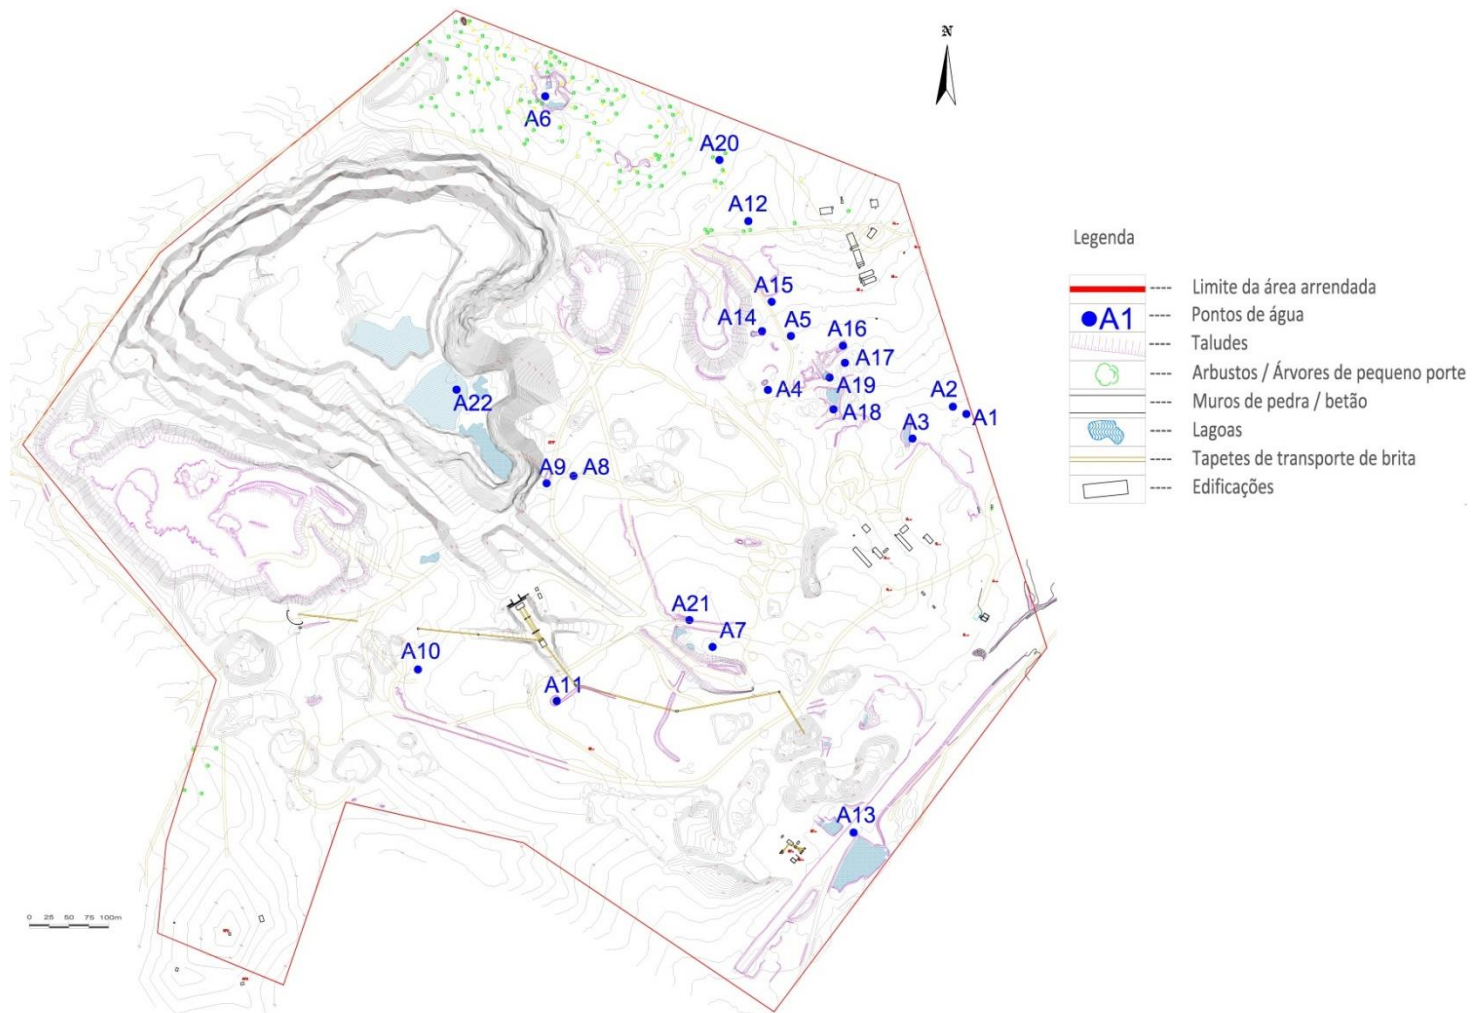 N
A6
A20
A12
A15
A14
A5
A16
A17
A19
A4
A18
A2
A1
A3
A22
A9
A8
A21
A7
A10
A11
A13
0 25 50 75 100m
Legenda
---- Limite da área arrendada
A1 ---- Pontos de água
---- Taludes
---- Arbustos / Árvores de pequeno porte
---- Muros de pedra / betão
---- Lagoas
---- Tapetes de transporte de brita
---- Edificações